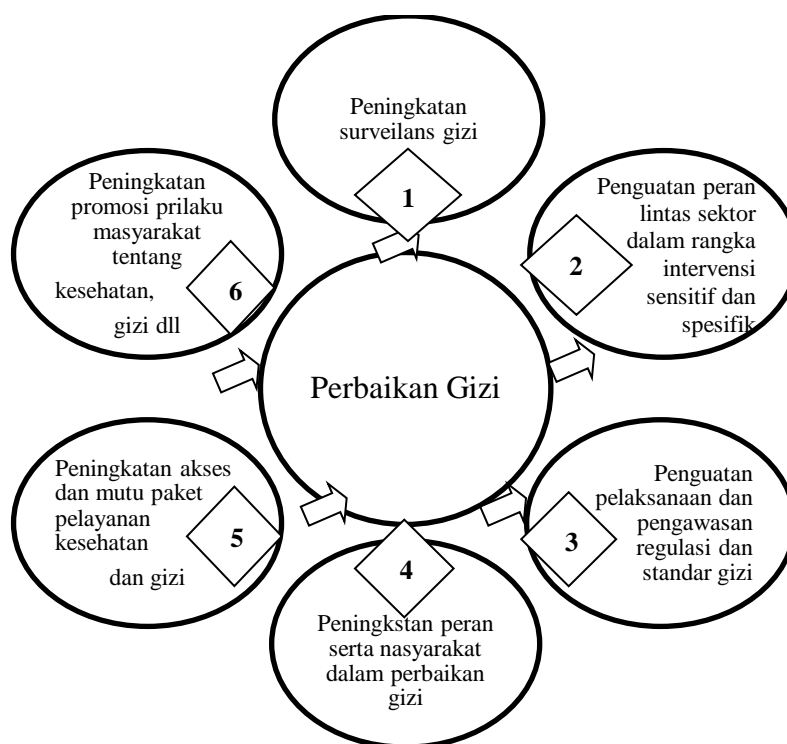 Peningkatan
surveilans gizi
1
Penguatan peran
lintas sektor
dalam rangka
intervensi
sensitif dan
spesifik
2
Penguatan
pelaksanaan dan
pengawasan
regulasi dan
standar gizi
3
Peningkstan peran
serta nasyarakat
dalam perbaikan
gizi
4
Peningkatan akses
dan mutu paket
pelayanan
kesehatan
dan gizi
5
Peningkatan
promosi prilaku
masyarakat
tentang
kesehatan,
gizi dll
6
Perbaikan Gizi